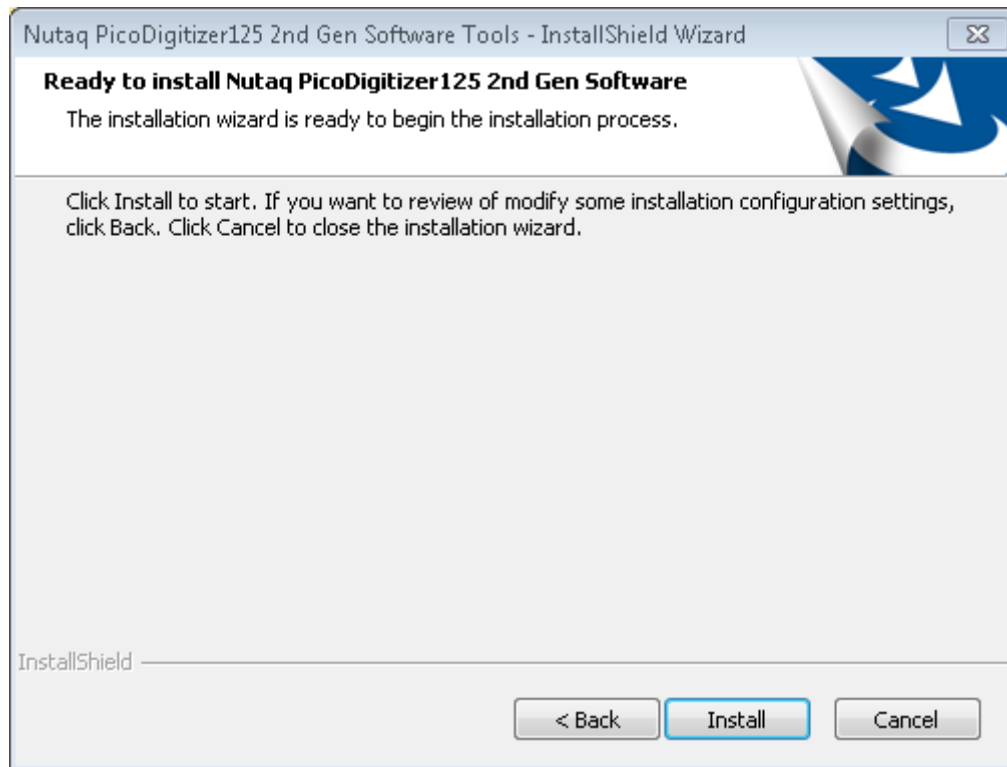 Nutaq PicoDigitizer125 2nd Gen Software Tools - InstallShield Wizard
Ready to install Nutaq PicoDigitizer125 2nd Gen Software
The installation wizard is ready to begin the installation process.
Click Install to start. If you want to review of modify some installation configuration settings,
click Back. Click Cancel to close the installation wizard.
InstallShield
< Back Install Cancel